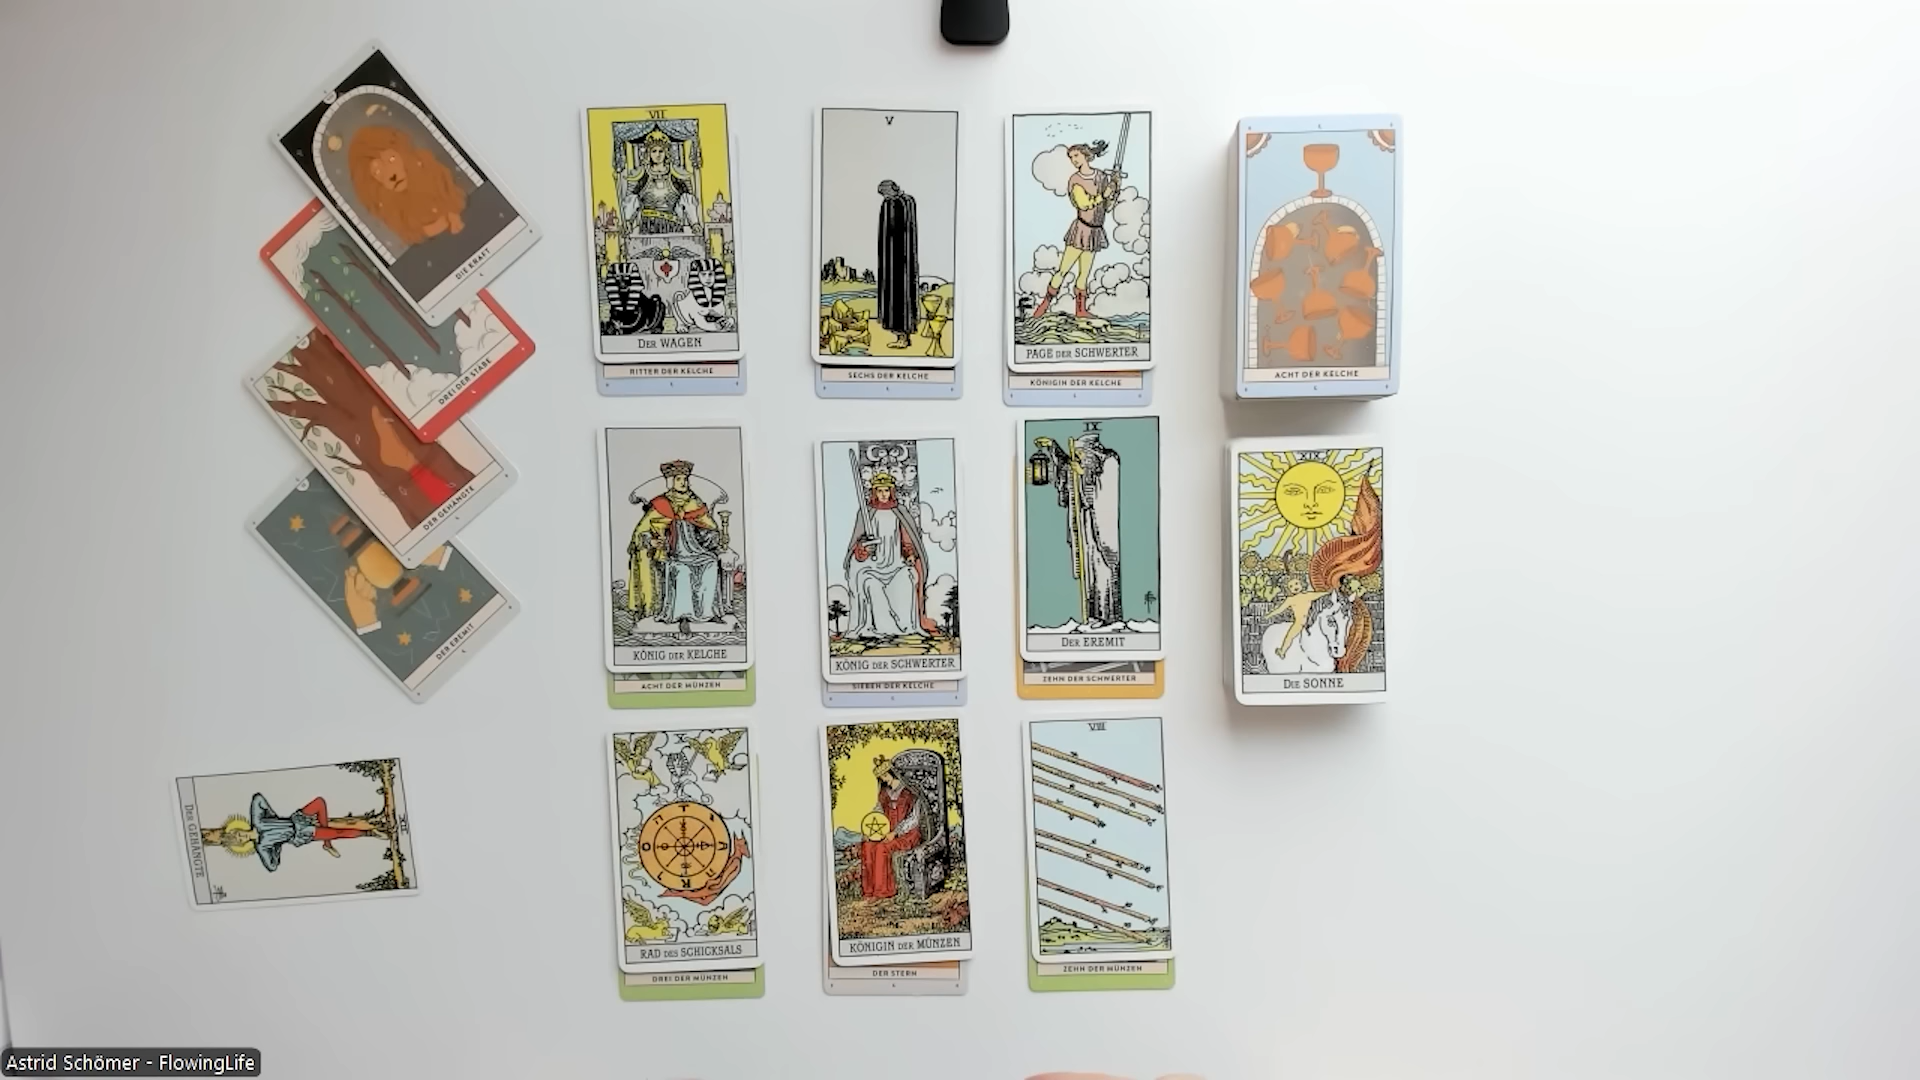 DIE KRAFT
DREI DER STÄBE
DER GEHÄNGTE
DER EREMIT
XII
DER GEHÄNGTE
VII
DER WAGEN
RITTER DER KELCHE
V
SECHS DER KELCHE
PAGE DER SCHWERTER
KÖNIGIN DER KELCHE
ACHT DER KELCHE
KÖNIG DER KELCHE
ACHT DER MÜNZEN
KÖNIG DER SCHWERTER
SIEBEN DER KELCHE
IX
DER EREMIT
ZEHN DER SCHWERTER
XIX
DIE SONNE
X
RAD DES SCHICKSALS
DREI DER MÜNZEN
KÖNIGIN DER MÜNZEN
DER STERN
VIII
ZEHN DER MÜNZEN
Astrid Schömer - FlowingLife